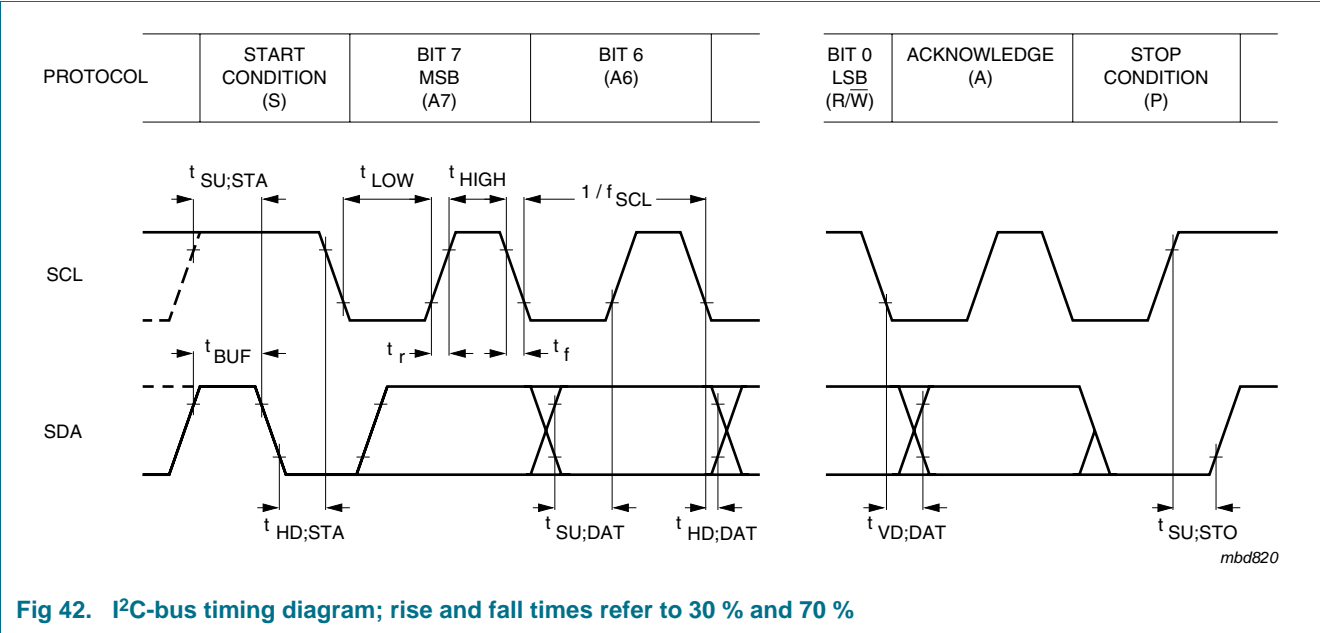 PROTOCOL
START
CONDITION
(S)
BIT 7
MSB
(A7)
BIT 6
(A6)
BIT 0
LSB
(R/W̅)
ACKNOWLEDGE
(A)
STOP
CONDITION
(P)
t SU;STA
t LOW
t HIGH
1 / f SCL
SCL
t BUF
t r
t f
SDA
t HD;STA
t SU;DAT
t HD;DAT
t VD;DAT
t SU;STO
mbd820
Fig 42. I²C-bus timing diagram; rise and fall times refer to 30 % and 70 %